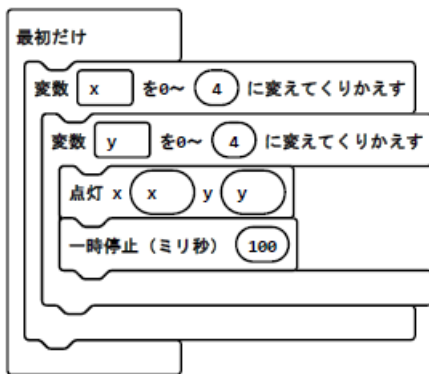 最初だけ
変数 x を0～ 4 に変えてくりかえす
変数 y を0～ 4 に変えてくりかえす
点灯 x x y y
一時停止（ミリ秒） 100